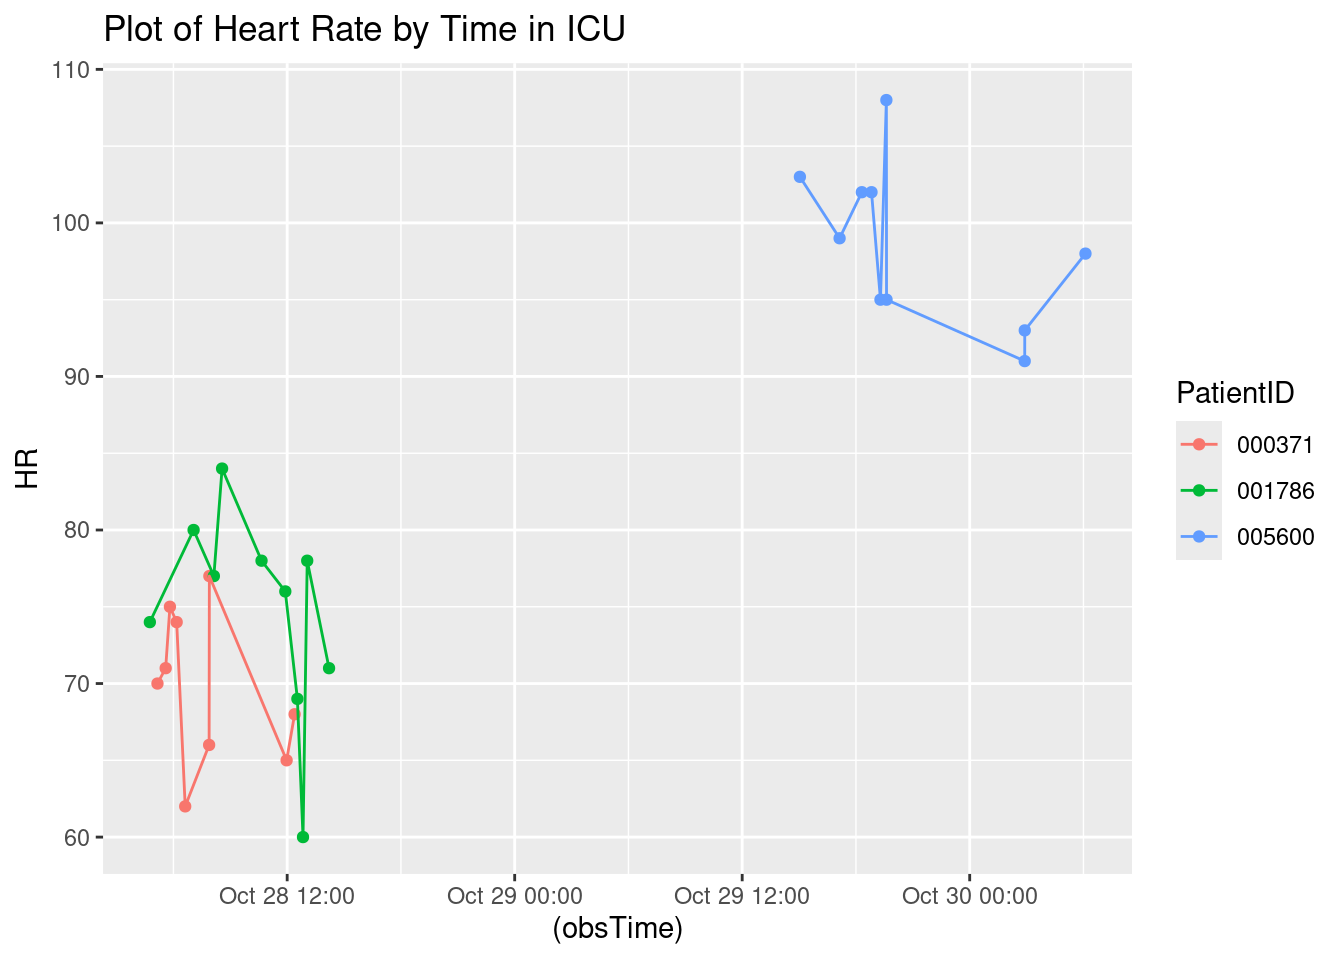 Plot of Heart Rate by Time in ICU
110
100
90
80
70
60
HR
Oct 28 12:00 Oct 29 00:00 Oct 29 12:00 Oct 30 00:00
(obsTime)
PatientID
000371
001786
005600